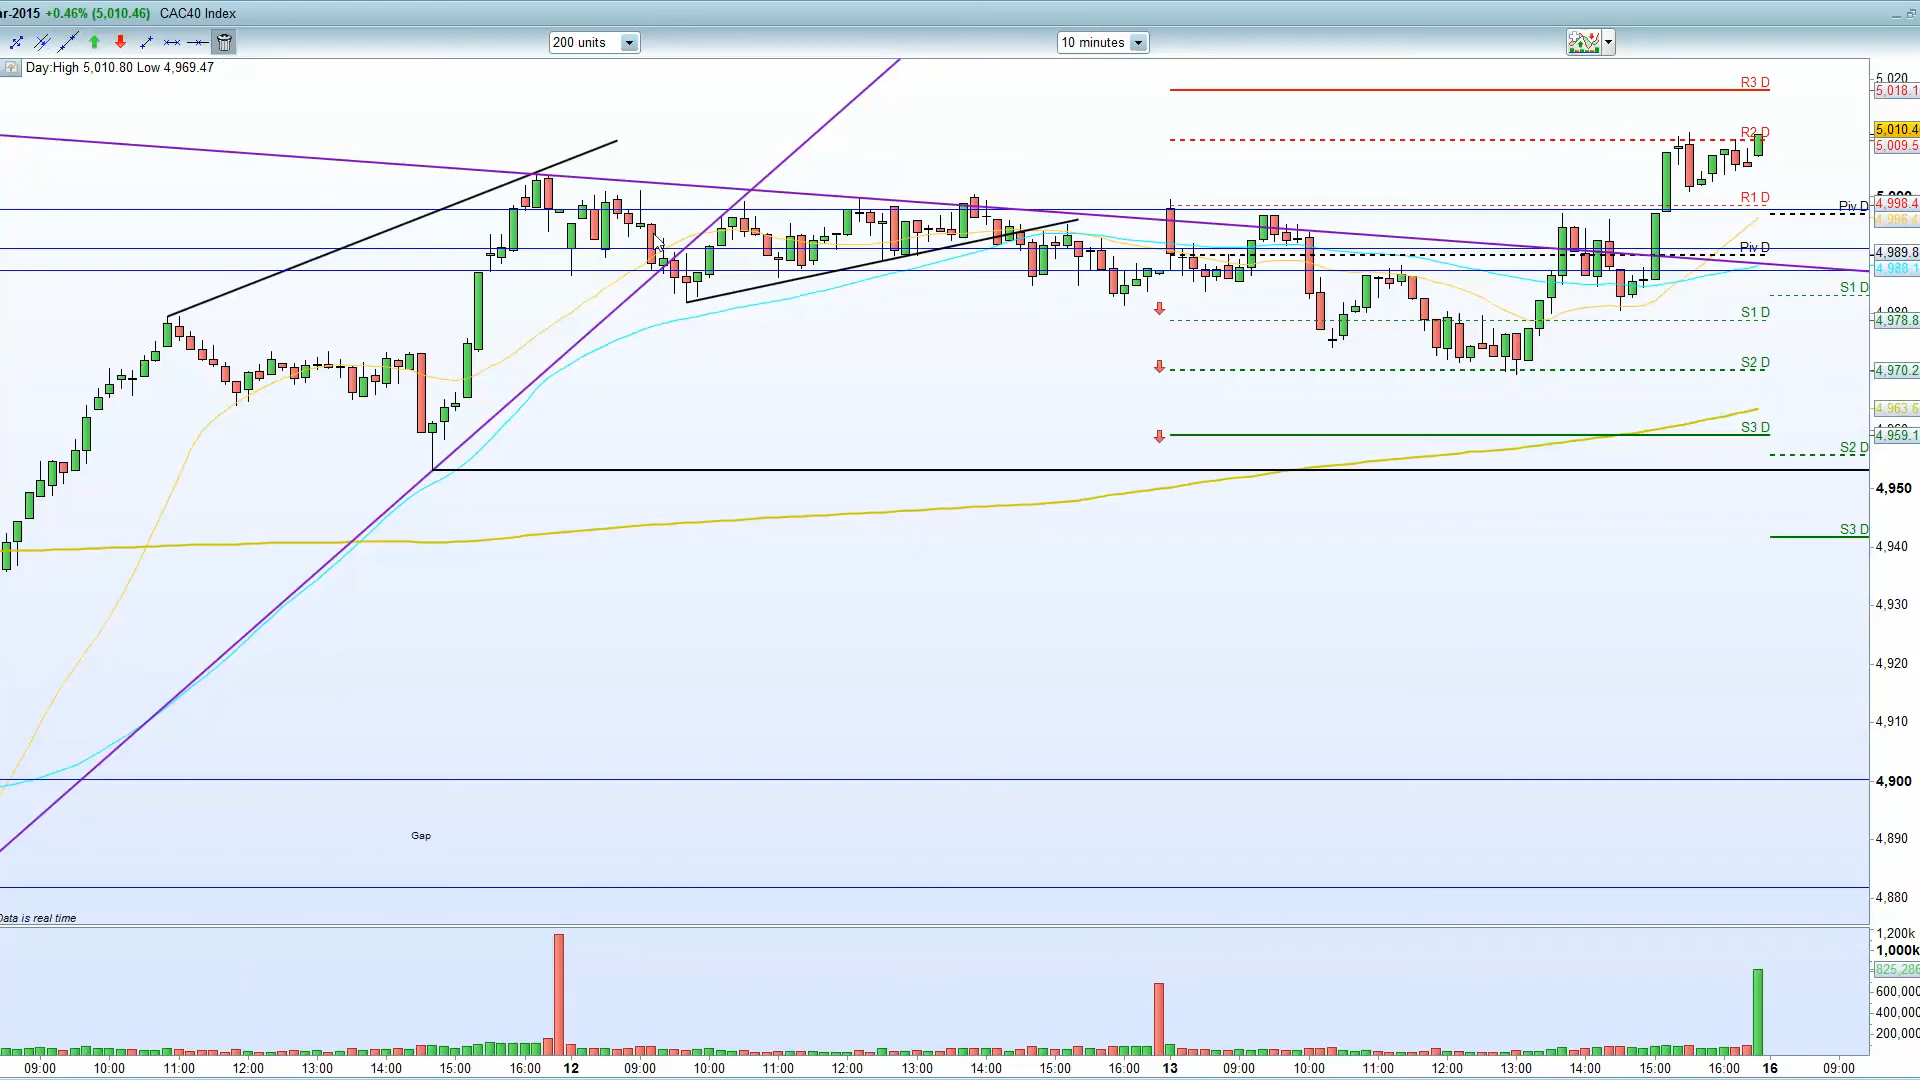 ar-2015 +0.46% (5,010.46) CAC40 Index
200 units
10 minutes
Day:High 5,010.80 Low 4,969.47
R3 D
R2 D
R1 D
Piv D
Piv D
S1 D
S1 D
S2 D
S3 D
S2 D
S3 D
Gap
Data is real time
5,020
5,018.1
5,010.4
5,009.5
4,998.4
4,996.4
4,989.8
4,988.1
4,978.8
4,970.2
4,963.6
4,959.1
4,950
4,940
4,930
4,920
4,910
4,900
4,890
4,880
1,200k
1,000k
825,286
600,000
400,000
200,000
09:00 10:00 11:00 12:00 13:00 14:00 15:00 16:00 12 09:00 10:00 11:00 12:00 13:00 14:00 15:00 16:00 13 09:00 10:00 11:00 12:00 13:00 14:00 15:00 16:00 16 09:00